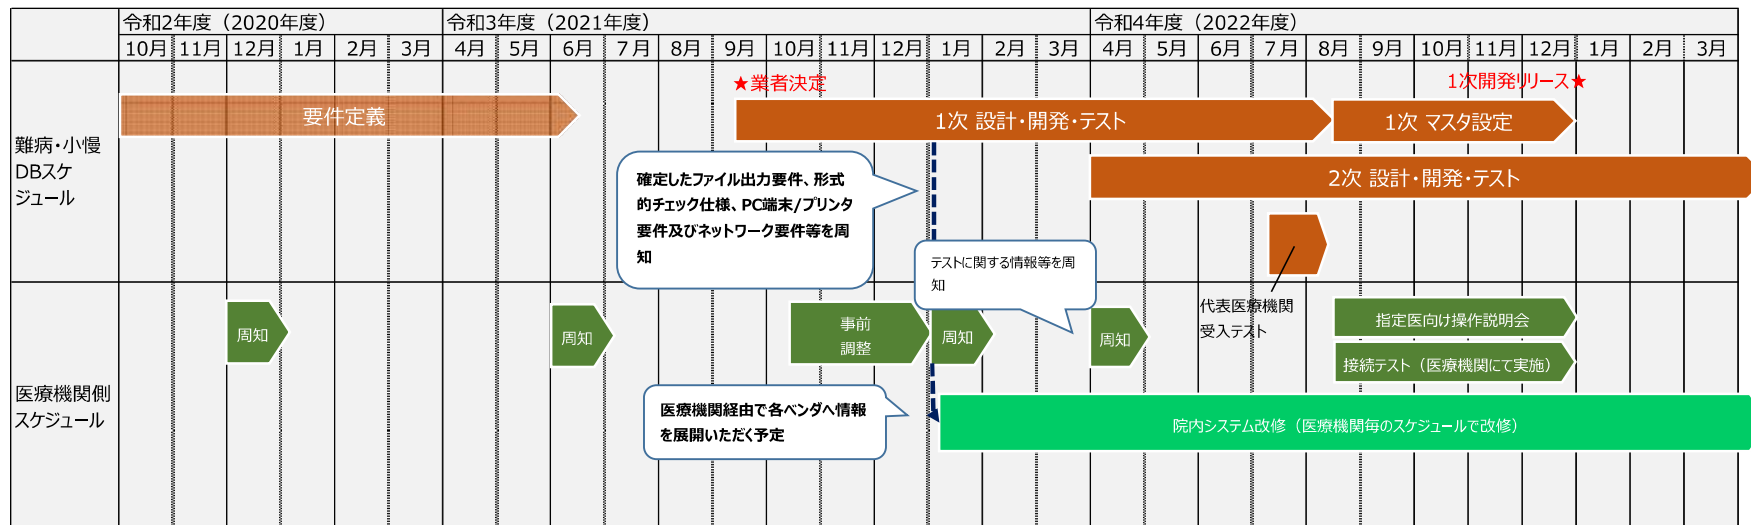 令和2年度（2020年度）
令和3年度（2021年度）
令和4年度（2022年度）
10月 11月 12月 1月 2月 3月 4月 5月 6月 7月 8月 9月 10月 11月 12月 1月 2月 3月 4月 5月 6月 7月 8月 9月 10月 11月 12月 1月 2月 3月
難病・小慢
DBスケ
ジュール
★業者決定
1次開発リリース★
要件定義
1次 設計・開発・テスト
1次 マスタ設定
2次 設計・開発・テスト
確定したファイル出力要件、形式
的チェック仕様、PC端末/プリンタ
要件及びネットワーク要件等を周
知
テストに関する情報等を周
知
代表医療機関
受入テスト
医療機関側
スケジュール
周知
周知
事前
調整
周知
周知
指定医向け操作説明会
接続テスト（医療機関にて実施）
医療機関経由で各ベンダへ情報
を展開いただく予定
院内システム改修（医療機関毎のスケジュールで改修）